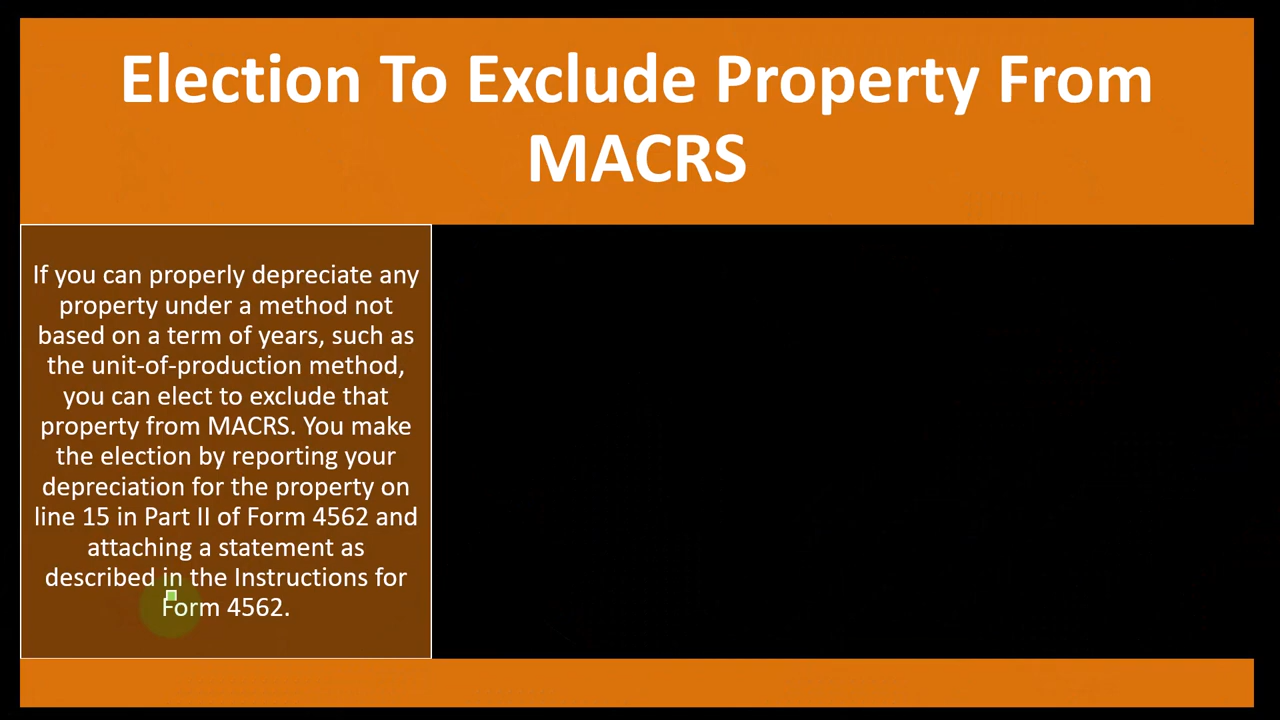 Election To Exclude Property From
MACRS
If you can properly depreciate any
property under a method not
based on a term of years, such as
the unit-of-production method,
you can elect to exclude that
property from MACRS. You make
the election by reporting your
depreciation for the property on
line 15 in Part II of Form 4562 and
attaching a statement as
described in the Instructions for
Form 4562.